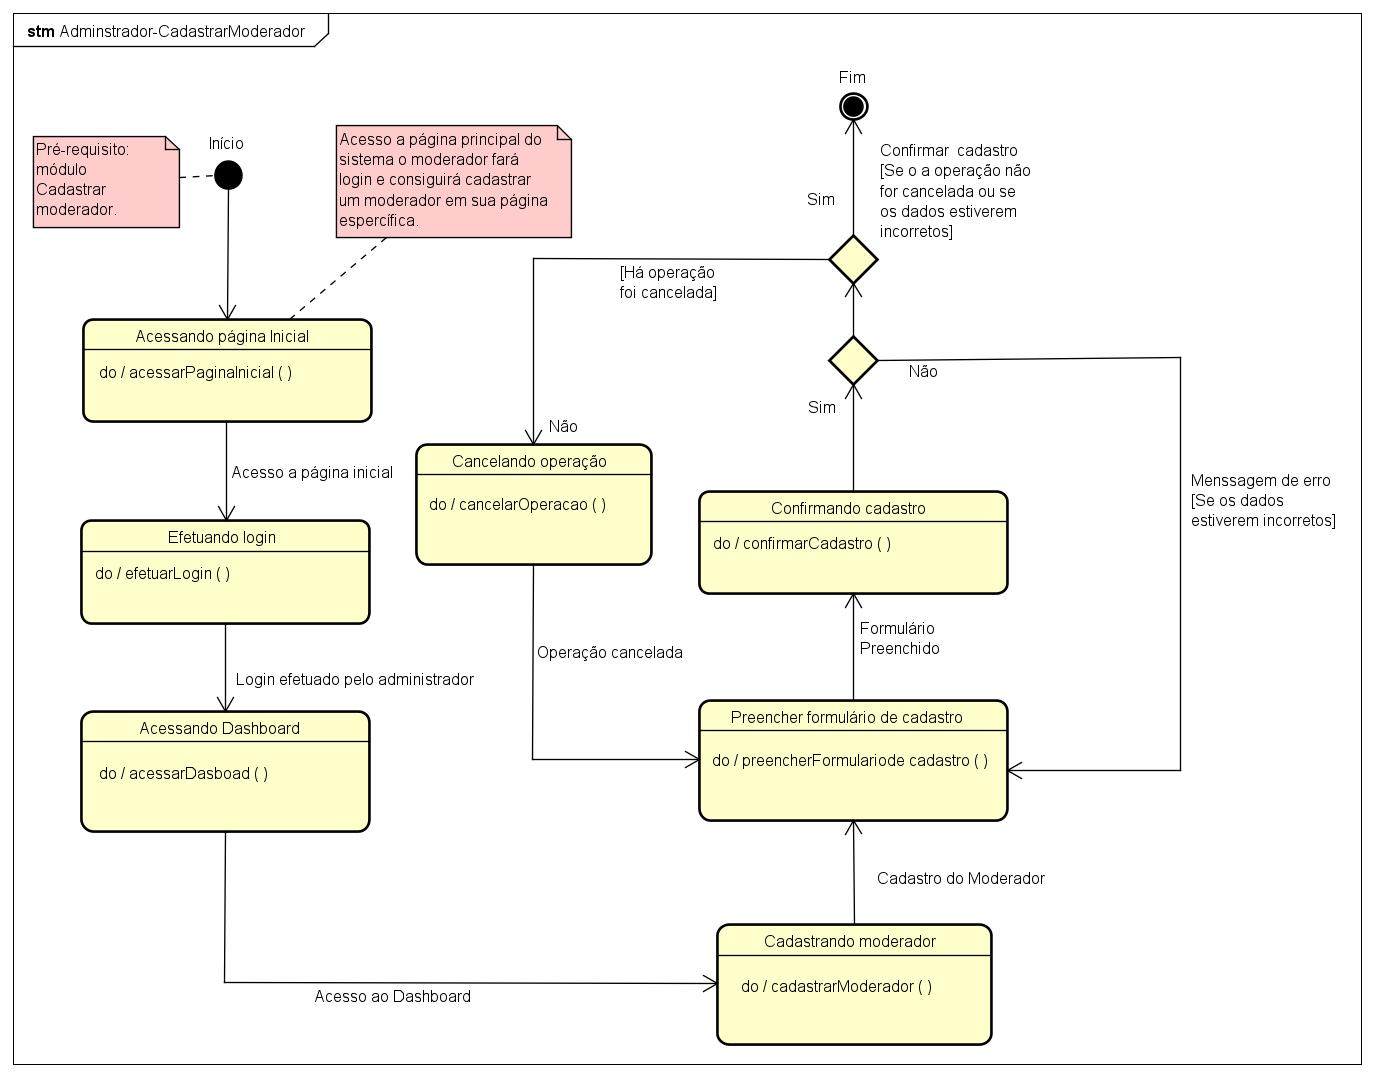 stm Adminstrador-CadastrarModerador
Pré-requisito:
módulo
Cadastrar
moderador.
Início
Acesso a página principal do
sistema o moderador fará
login e consiguirá cadastrar
um moderador em sua página
espercífica.
Acessando página Inicial
do / acessarPaginaInicial ( )
Acesso a página inicial
Efetuando login
do / efetuarLogin ( )
Login efetuado pelo administrador
Acessando Dashboard
do / acessarDasboad ( )
Acesso ao Dashboard
Cadastrando moderador
do / cadastrarModerador ( )
Cadastro do Moderador
Preencher formulário de cadastro
do / preencherFormulariode cadastro ( )
Formulário
Preenchido
Confirmando cadastro
do / confirmarCadastro ( )
Sim
Não
Menssagem de erro
[Se os dados
estiverem incorretos]
[Há operação
foi cancelada]
Não
Cancelando operação
do / cancelarOperacao ( )
Operação cancelada
Sim
Confirmar  cadastro
[Se o a operação não
for cancelada ou se
os dados estiverem
incorretos]
Fim